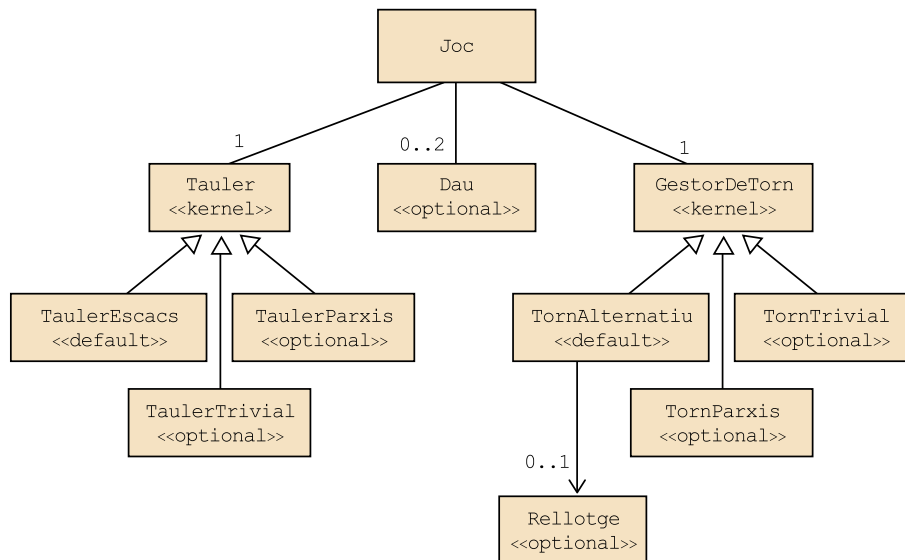 Joc
1
0..2
1
Tauler
<<kernel>>
Dau
<<optional>>
GestorDeTorn
<<kernel>>
TaulerEscacs
<<default>>
TaulerParxis
<<optional>>
TornAlternatiu
<<default>>
TornTrivial
<<optional>>
TaulerTrivial
<<optional>>
TornParxis
<<optional>>
0..1
Rellotge
<<optional>>